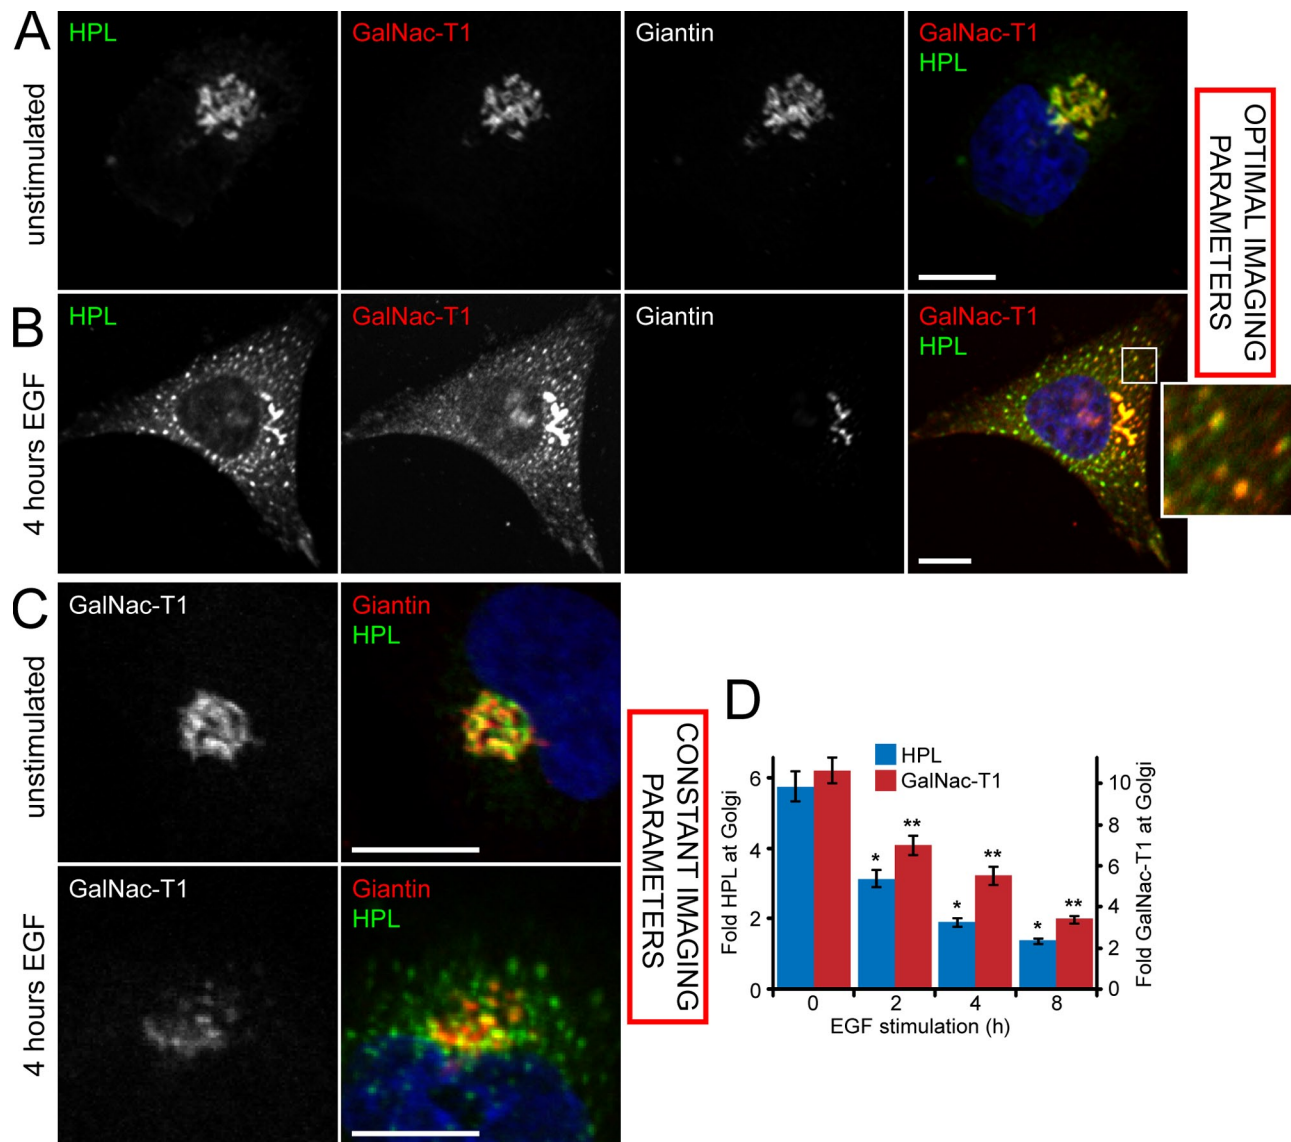 A
unstimulated
HPL
GalNac-T1
Giantin
GalNac-T1
HPL
OPTIMAL IMAGING
PARAMETERS
B
4 hours EGF
HPL
GalNac-T1
Giantin
GalNac-T1
HPL
C
unstimulated
GalNac-T1
Giantin
HPL
4 hours EGF
GalNac-T1
Giantin
HPL
CONSTANT IMAGING
PARAMETERS
D
HPL
GalNac-T1
Fold HPL at Golgi
6
4
2
0
* **
* **
* **
Fold GalNac-T1 at Golgi
10
8
6
4
2
0
0 2 4 8
EGF stimulation (h)